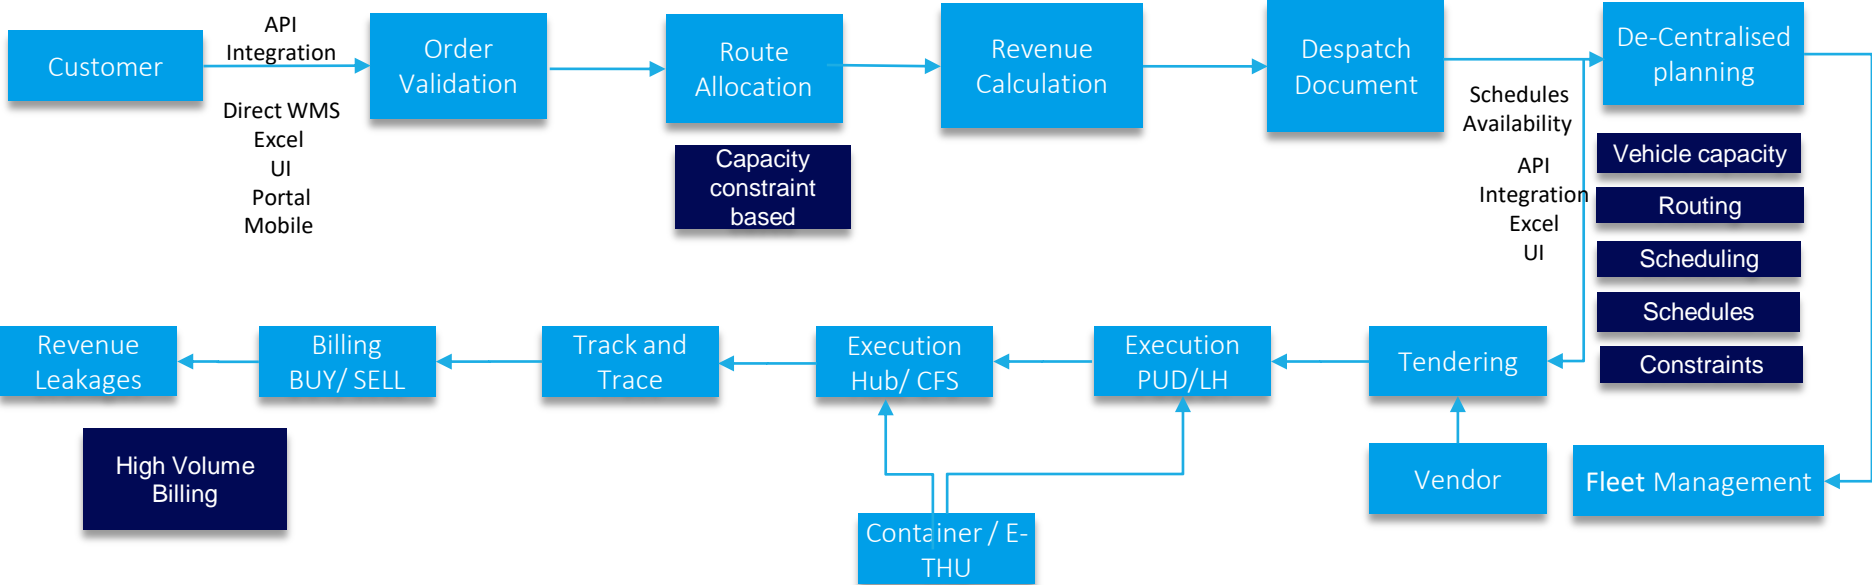 Customer
API
Integration
Direct WMS
Excel
UI
Portal
Mobile
Order
Validation
Route
Allocation
Capacity
constraint
based
Revenue
Calculation
Despatch
Document
Schedules
Availability
API
Integration
Excel
UI
De-Centralised
planning
Vehicle capacity
Routing
Scheduling
Schedules
Constraints
Revenue
Leakages
Billing
BUY/ SELL
Track and
Trace
Execution
Hub/ CFS
Execution
PUD/LH
Tendering
High Volume
Billing
Container / E-
THU
Vendor
Fleet Management